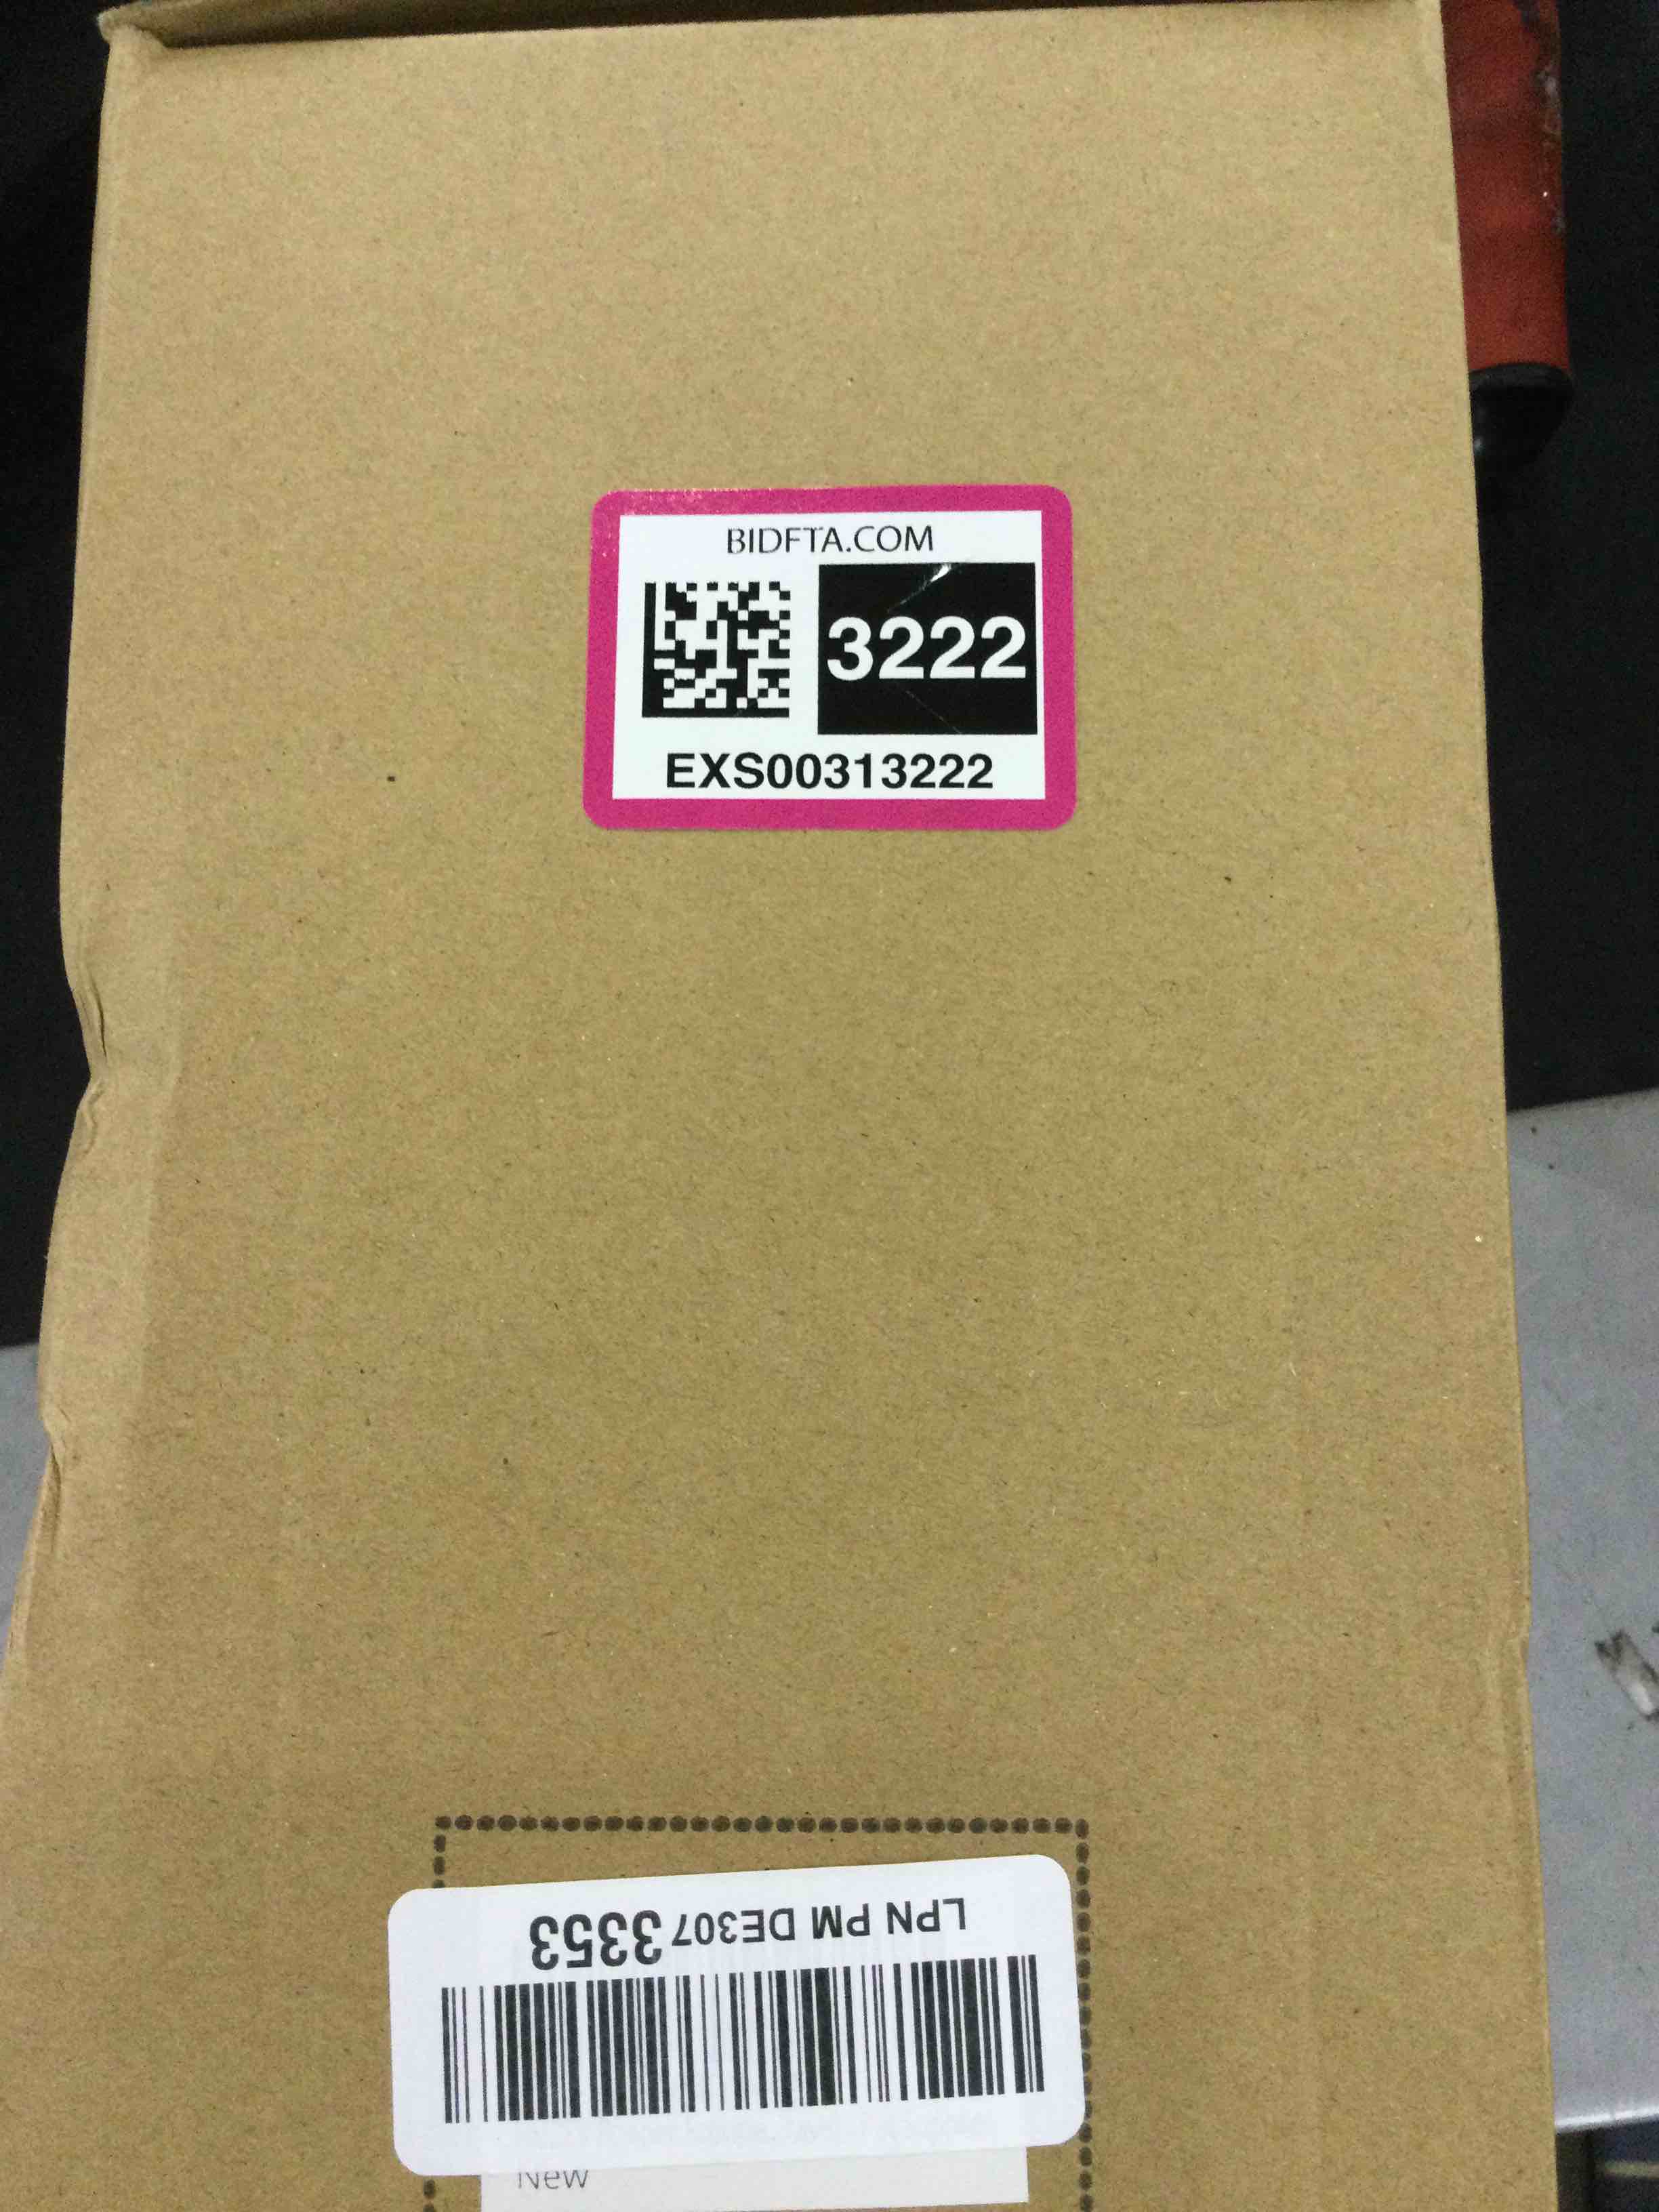 BIDFTA.COM
3222
EXS00313222
LPN PM DE307 3353
New